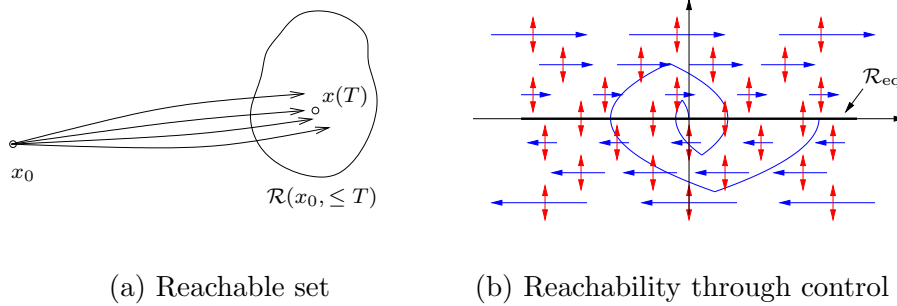 x(T)
x₀
ℛ(x₀, ≤ T)
ℛ
(a) Reachable set
(b) Reachability through control